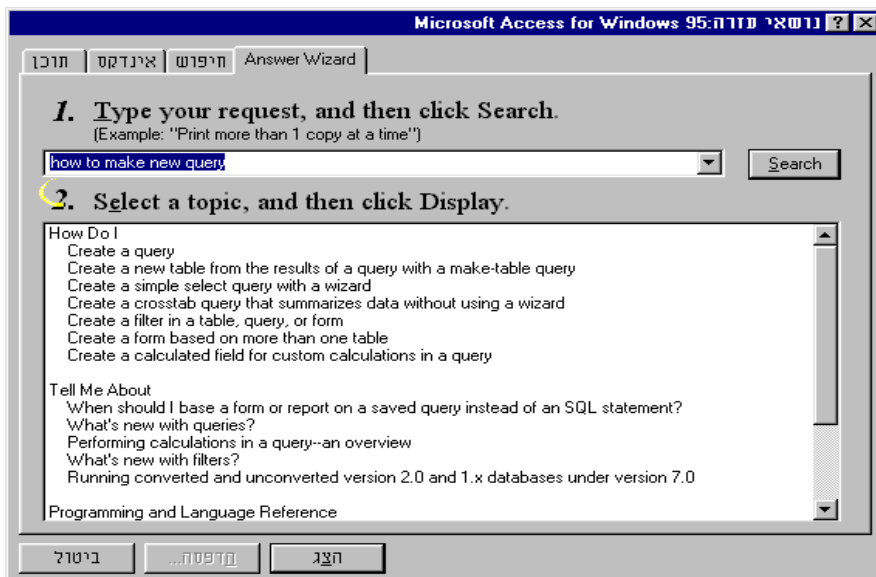 נושאי עזרה:Microsoft Access for Windows 95
תוכן אינדקס חיפוש Answer Wizard
1. Type your request, and then click Search.
(Example: "Print more than 1 copy at a time")
how to make new query Search
2. Select a topic, and then click Display.
How Do I
Create a query
Create a new table from the results of a query with a make-table query
Create a simple select query with a wizard
Create a crosstab query that summarizes data without using a wizard
Create a filter in a table, query, or form
Create a form based on more than one table
Create a calculated field for custom calculations in a query
Tell Me About
When should I base a form or report on a saved query instead of an SQL statement?
What's new with queries?
Performing calculations in a query--an overview
What's new with filters?
Running converted and unconverted version 2.0 and 1.x databases under version 7.0
Programming and Language Reference
ביטול הדפסה... הצג